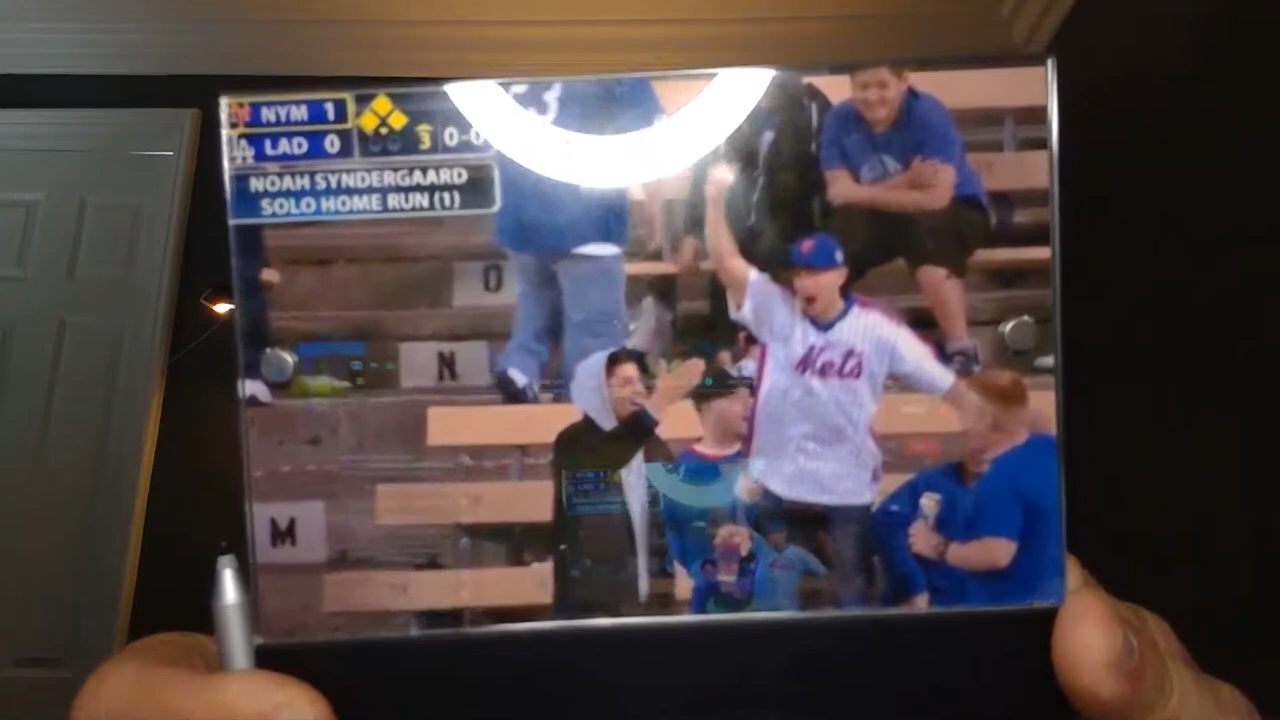 NYM 1
LAD 0
3 0-0
NOAH SYNDERGAARD
SOLO HOME RUN (1)
O
N
M
Mets